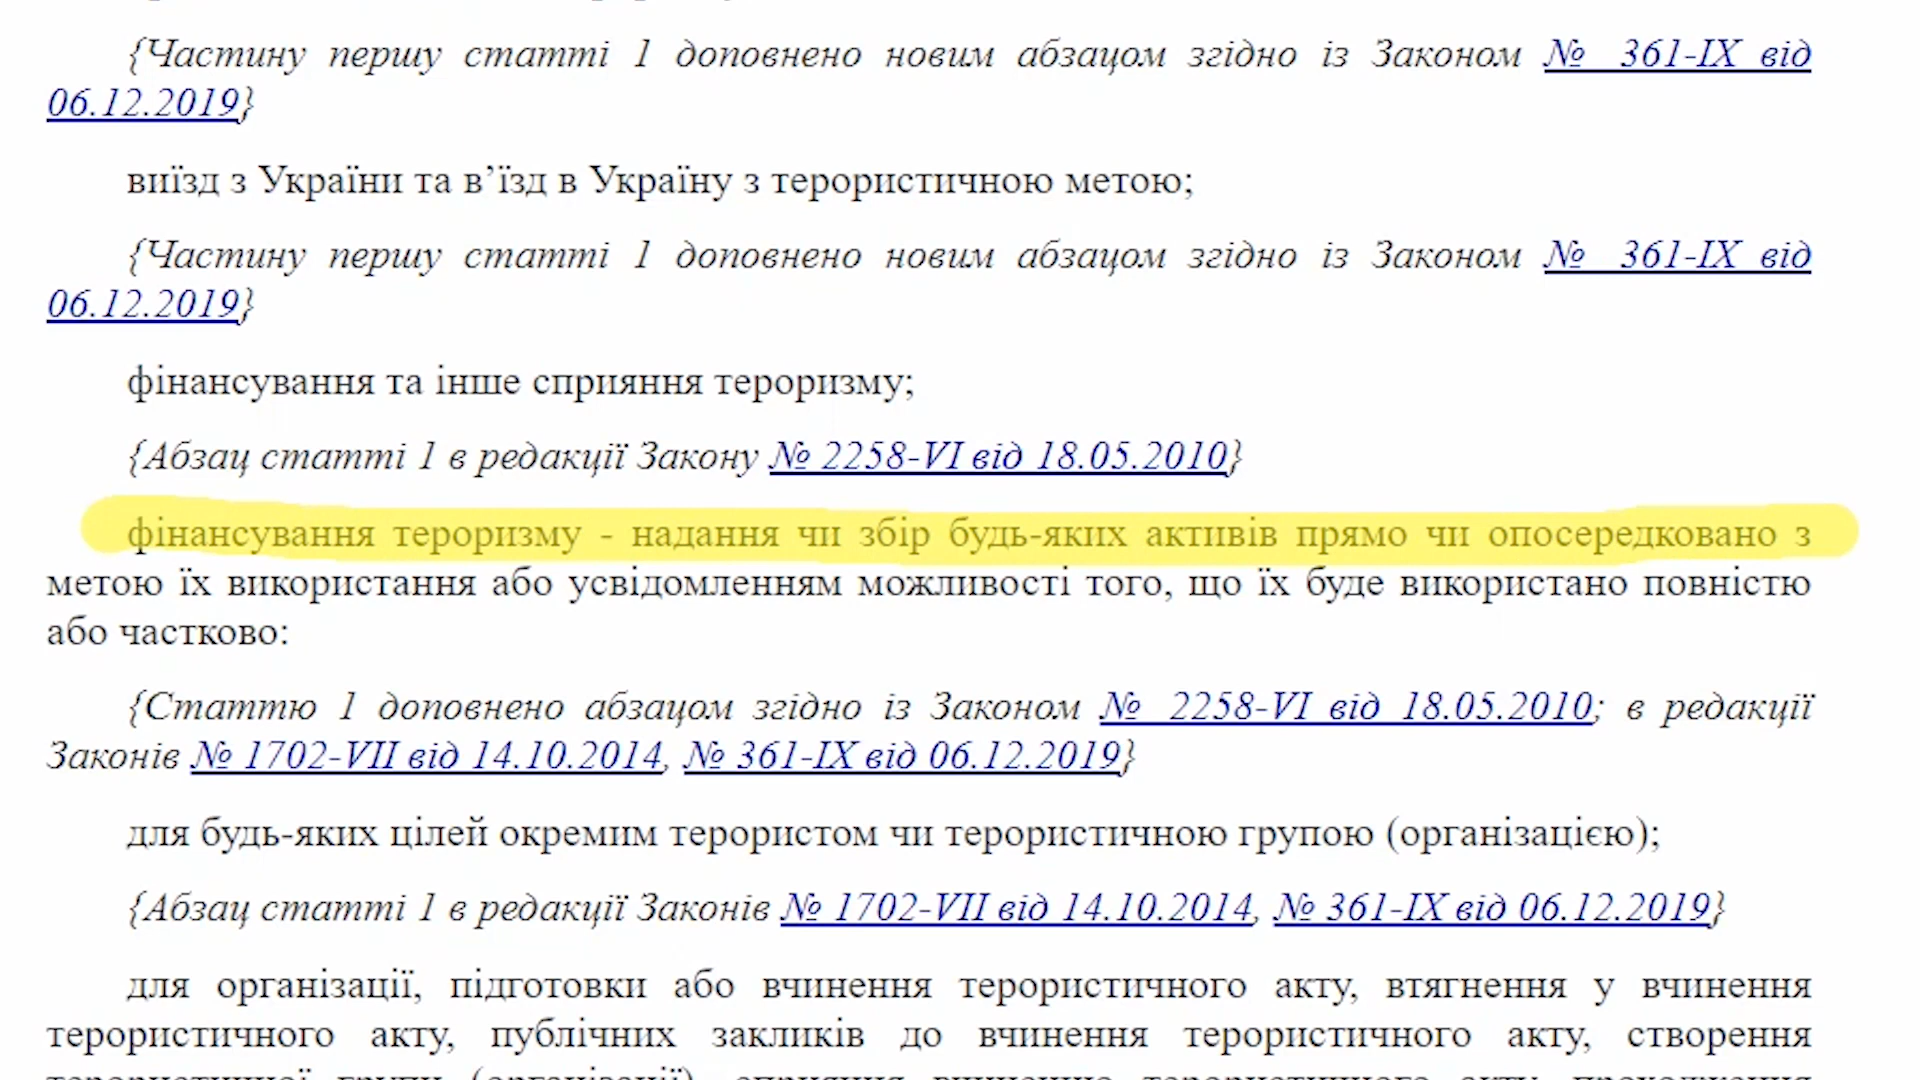 {Частину першу статті 1 доповнено новим абзацом згідно із Законом № 361-IX від
06.12.2019}
виїзд з України та в’їзд в Україну з терористичною метою;
{Частину першу статті 1 доповнено новим абзацом згідно із Законом № 361-IX від
06.12.2019}
фінансування та інше сприяння тероризму;
{Абзац статті 1 в редакції Закону № 2258-VI від 18.05.2010}
фінансування тероризму - надання чи збір будь-яких активів прямо чи опосередковано з
метою їх використання або усвідомленням можливості того, що їх буде використано повністю
або частково:
{Статтю 1 доповнено абзацом згідно із Законом № 2258-VI від 18.05.2010; в редакції
Законів № 1702-VII від 14.10.2014, № 361-IX від 06.12.2019}
для будь-яких цілей окремим терористом чи терористичною групою (організацією);
{Абзац статті 1 в редакції Законів № 1702-VII від 14.10.2014, № 361-IX від 06.12.2019}
для організації, підготовки або вчинення терористичного акту, втягнення у вчинення
терористичного акту, публічних закликів до вчинення терористичного акту, створення